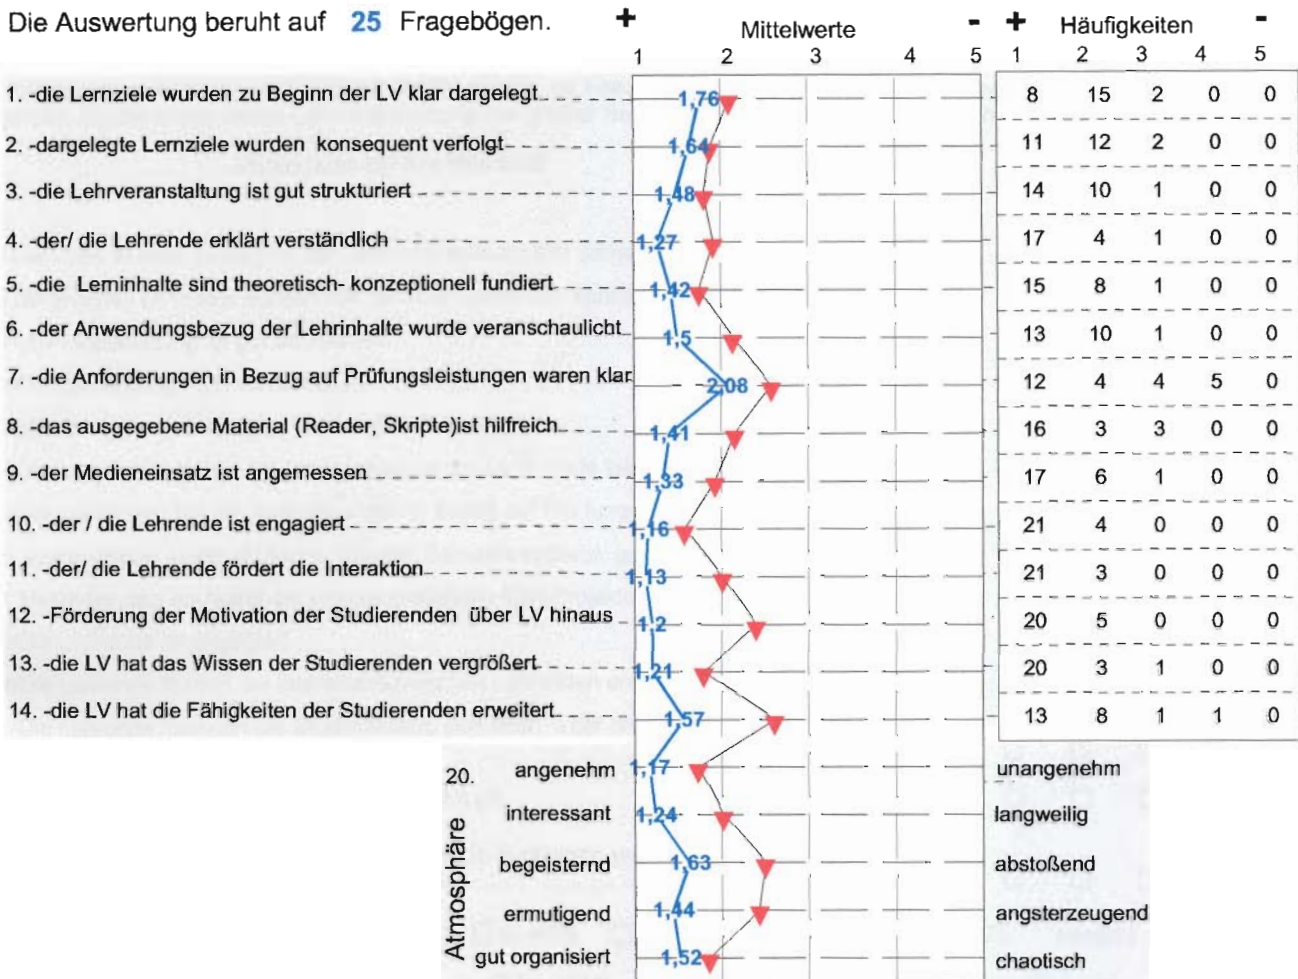 Die Auswertung beruht auf 25 Fragebögen. + Mittelwerte - + Häufigkeiten -
1 2 3 4 5 1 2 3 4 5
1. -die Lernziele wurden zu Beginn der LV klar dargelegt 1,76 8 15 2 0 0
2. -dargelegte Lernziele wurden konsequent verfolgt 1,64 11 12 2 0 0
3. -die Lehrveranstaltung ist gut strukturiert 1,48 14 10 1 0 0
4. -der/ die Lehrende erklärt verständlich 1,27 17 4 1 0 0
5. -die Lerninhalte sind theoretisch- konzeptionell fundiert 1,42 15 8 1 0 0
6. -der Anwendungsbezug der Lehrinhalte wurde veranschaulicht 1,5 13 10 1 0 0
7. -die Anforderungen in Bezug auf Prüfungsleistungen waren klar 2,08 12 4 4 5 0
8. -das ausgegebene Material (Reader, Skripte)ist hilfreich 1,41 16 3 3 0 0
9. -der Medieneinsatz ist angemessen 1,33 17 6 1 0 0
10. -der / die Lehrende ist engagiert 1,16 21 4 0 0 0
11. -der/ die Lehrende fördert die Interaktion 1,13 21 3 0 0 0
12. -Förderung der Motivation der Studierenden über LV hinaus 1,2 20 5 0 0 0
13. -die LV hat das Wissen der Studierenden vergrößert 1,21 20 3 1 0 0
14. -die LV hat die Fähigkeiten der Studierenden erweitert 1,57 13 8 1 1 0
20. angenehm 1,17 unangenehm
Atmosphäre
interessant 1,24 langweilig
begeisternd 1,63 abstoßend
ermutigend 1,44 angsterzeugend
gut organisiert 1,52 chaotisch